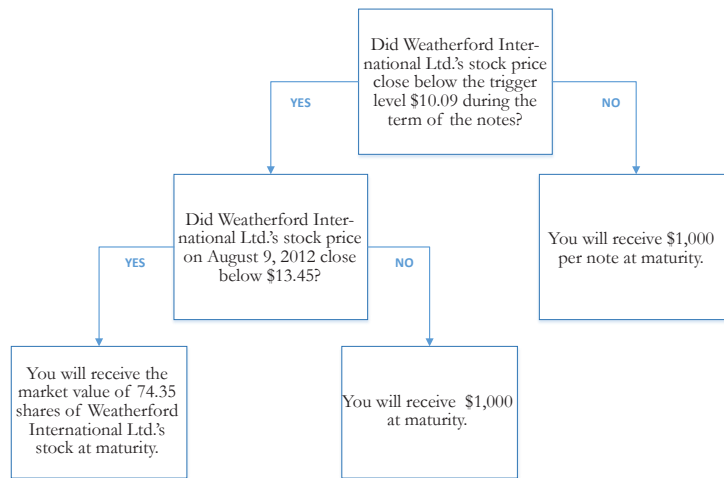 Did Weatherford Inter-
national Ltd.'s stock price
close below the trigger
level $10.09 during the
term of the notes?
YES
NO
Did Weatherford Inter-
national Ltd.'s stock price
on August 9, 2012 close
below $13.45?
You will receive $1,000
per note at maturity.
YES
NO
You will receive the
market value of 74.35
shares of Weatherford
International Ltd.'s
stock at maturity.
You will receive $1,000
at maturity.